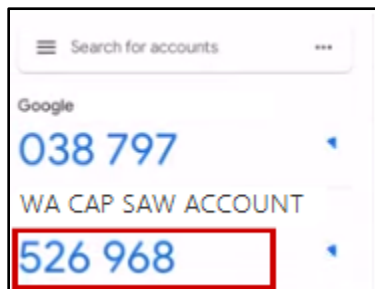 Search for accounts
Google
038 797
WA CAP SAW ACCOUNT
526 968